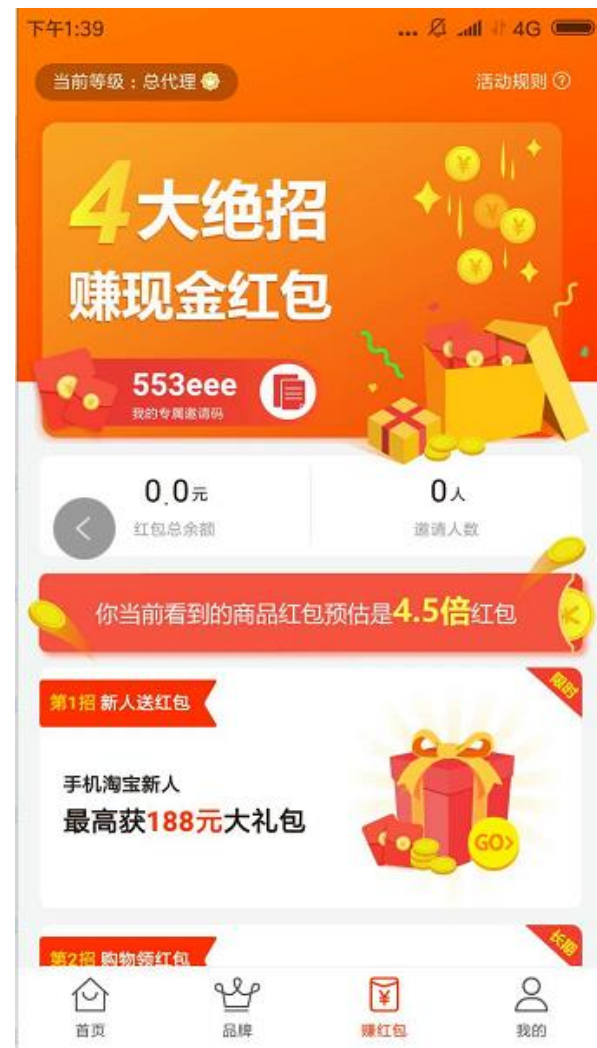 下午1:39
... 4G
当前等级：总代理
活动规则 ?
4大绝招
赚现金红包
553eee
我的专属邀请码
0.0元
0人
红包总余额
邀请人数
你当前看到的商品红包预估是4.5倍红包
第1招 新人送红包
限时
手机淘宝新人
最高获188元大礼包
GO>
第2招 购物领红包
长期
首页
品牌
赚红包
我的